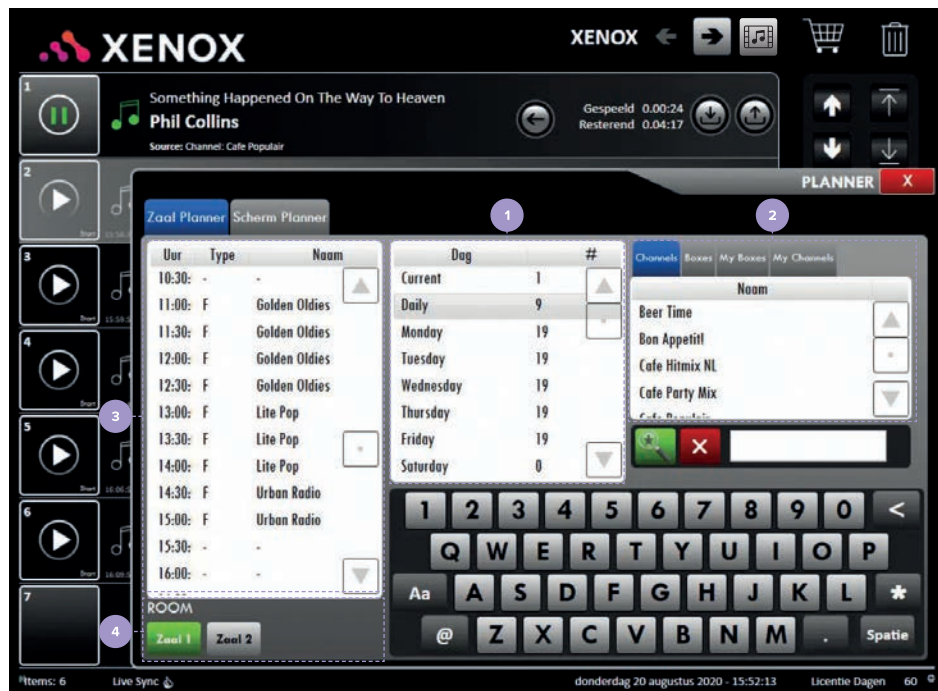 XENOX
XENOX
1
Something Happened On The Way To Heaven
Phil Collins
Source: Channel: Cafe Populair
Gespeeld 0.00:24
Resterend 0.04:17
2
3
4
5
6
7
PLANNER X
Zaal Planner Scherm Planner
1
2
3
4
Uur Type Naam
10:30: - -
11:00: F Golden Oldies
11:30: F Golden Oldies
12:00: F Golden Oldies
12:30: F Golden Oldies
13:00: F Lite Pop
13:30: F Lite Pop
14:00: F Lite Pop
14:30: F Urban Radio
15:00: F Urban Radio
15:30: - -
16:00: - -
Dag #
Current 1
Daily 9
Monday 19
Tuesday 19
Wednesday 19
Thursday 19
Friday 19
Saturday 0
Channels Boxes My Boxes My Channels
Naam
Beer Time
Bon Appetit!
Cafe Hitmix NL
Cafe Party Mix
1 2 3 4 5 6 7 8 9 0 <
Q W E R T Y U I O P
Aa A S D F G H J K L *
@ Z X C V B N M . Spatie
ROOM
Zaal 1 Zaal 2
Items: 6 Live Sync donderdag 20 augustus 2020 - 15:52:13 Licentie Dagen 60